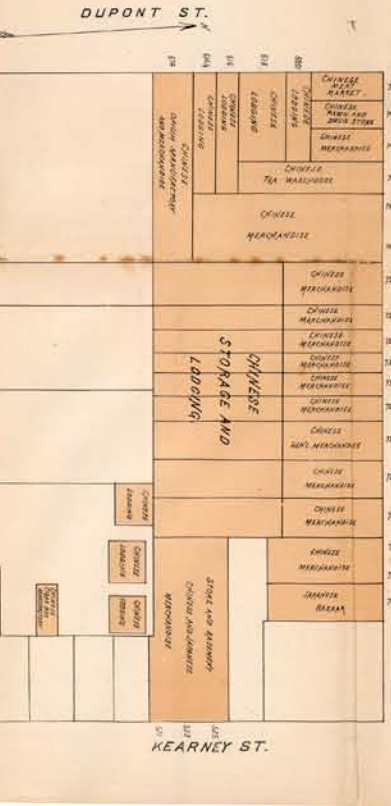 DUPONT ST.
N
CHINESE
MEAT
MARKET.
CHINESE
PAWN AND
DRUG STORE
CHINESE
MERCHANDISE
CHINESE
LODGING
CHINESE
LODGING
CHINESE
LODGING
CHINESE
LODGING
CHINESE
AND MERCHANDISE
CHINESE
TEA WAREHOUSE
CHINESE
MERCHANDISE
CHINESE
MERCHANDISE
CHINESE
MERCHANDISE
CHINESE
MERCHANDISE
CHINESE
MERCHANDISE
CHINESE
MERCHANDISE
CHINESE
MERCHANDISE
CHINESE
GEN'L MERCHANDISE
CHINESE
MERCHANDISE
CHINESE
MERCHANDISE
CHINESE
STORAGE AND
LODGING
CHINESE
LODGING
CHINESE
LODGING
CHINESE
LODGING
CHINESE
MERCHANDISE
JAPANESE
BAZAAR
STORE AND BASEMENT
CHINESE AND JAPANESE
MERCHANDISE
KEARNEY ST.